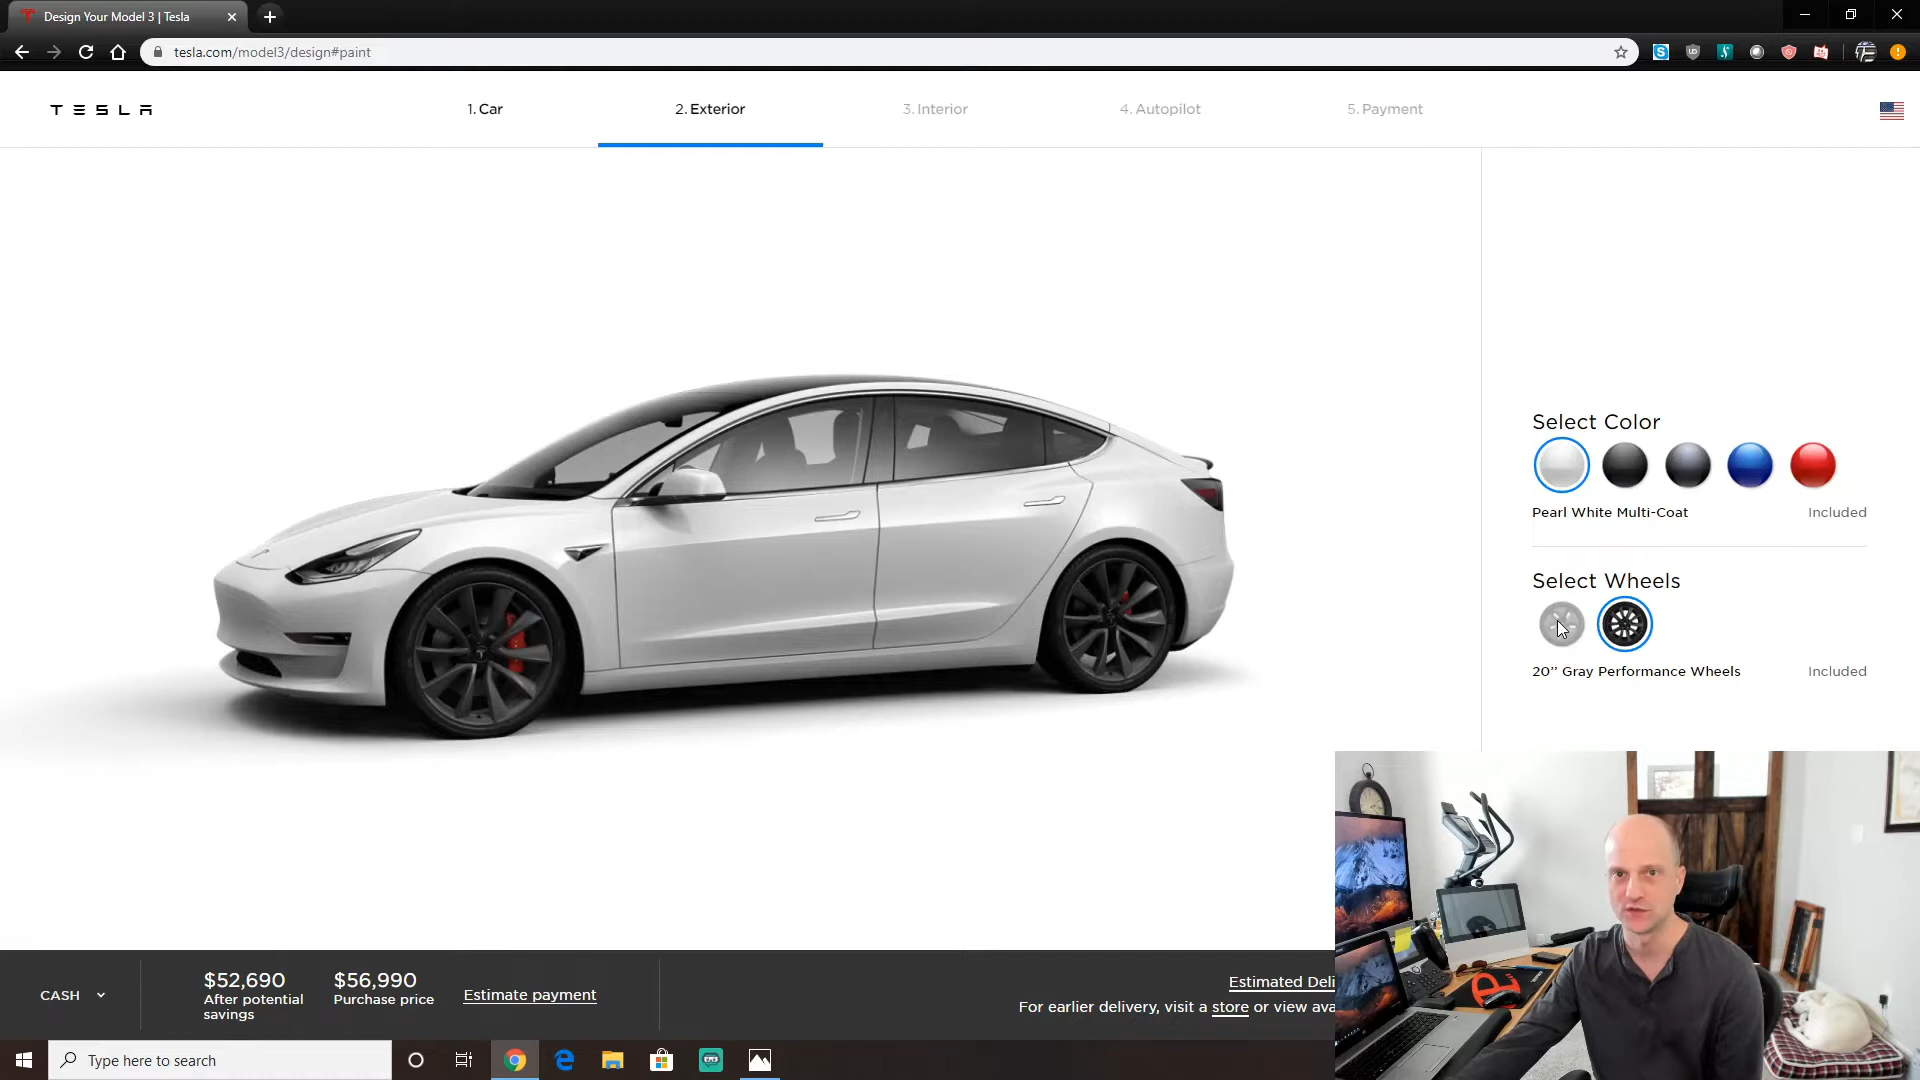 Design Your Model 3 | Tesla
tesla.com/model3/design#paint
TESLA
1. Car
2. Exterior
3. Interior
4. Autopilot
5. Payment
Select Color
Pearl White Multi-Coat
Included
Select Wheels
20’’ Gray Performance Wheels
Included
CASH
$52,690
After potential
savings
$56,990
Purchase price
Estimate payment
Estimated Deli
For earlier delivery, visit a store or view ava
Type here to search